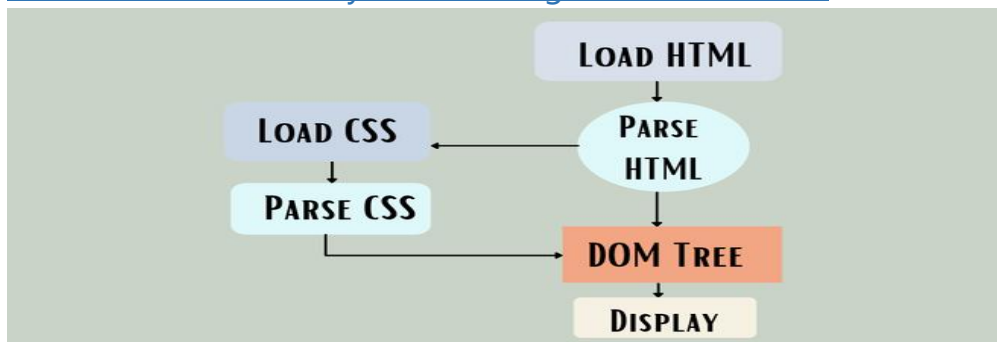 LOAD HTML
LOAD CSS
PARSE
HTML
PARSE CSS
DOM TREE
DISPLAY